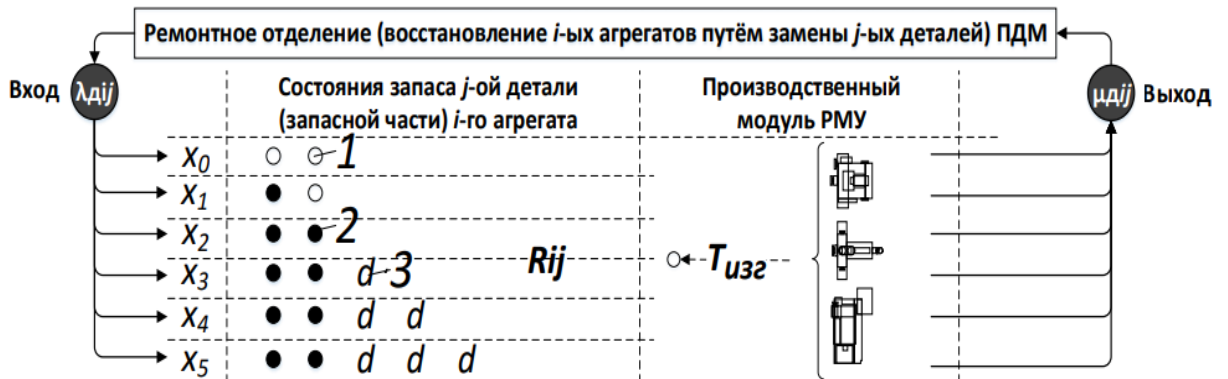 Ремонтное отделение (восстановление i-ых агрегатов путём замены j-ых деталей) ПДМ
Вход
λдij
Состояния запаса j-ой детали
(запасной части) i-го агрегата
Производственный
модуль РМУ
μдij
Выход
x0
1
x1
x2
2
x3
d
3
Rij
Tизг
x4
d d
x5
d d d